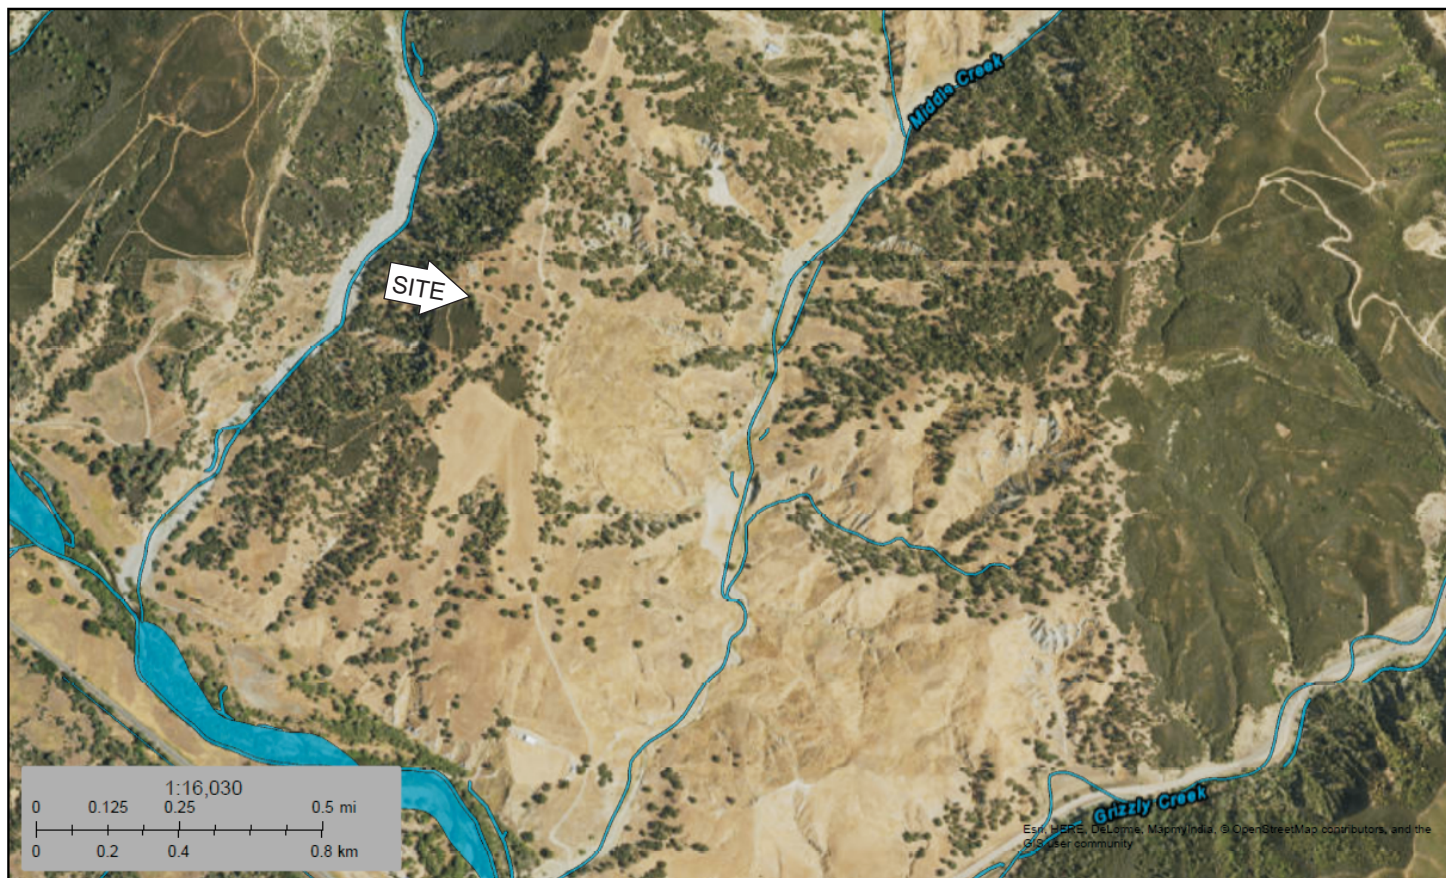 Middle Creek
SITE
1:16,030
0 0.125 0.25 0.5 mi
0 0.2 0.4 0.8 km
Grizzly Creek
Esri, HERE, DeLorme, MapmyIndia, © OpenStreetMap contributors, and the
GIS user community